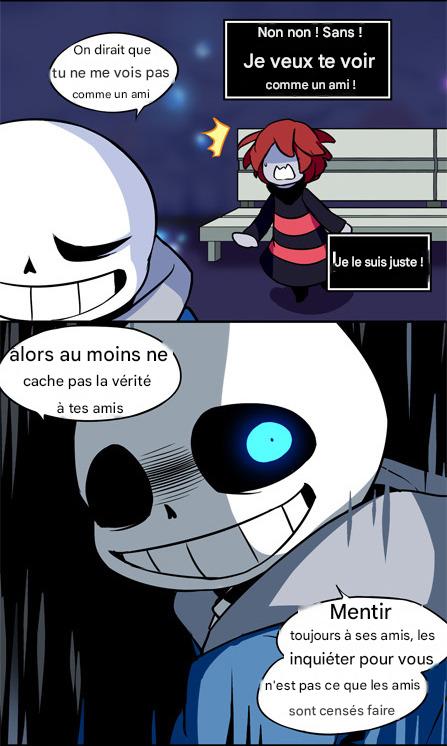 On dirait que
tu ne me vois pas
comme un ami
Non non ! Sans !
Je veux te voir
comme un ami !
Je le suis juste !
alors au moins ne
cache pas la vérité
à tes amis
Mentir
toujours à ses amis, les
inquiéter pour vous
n'est pas ce que les amis
sont censés faire